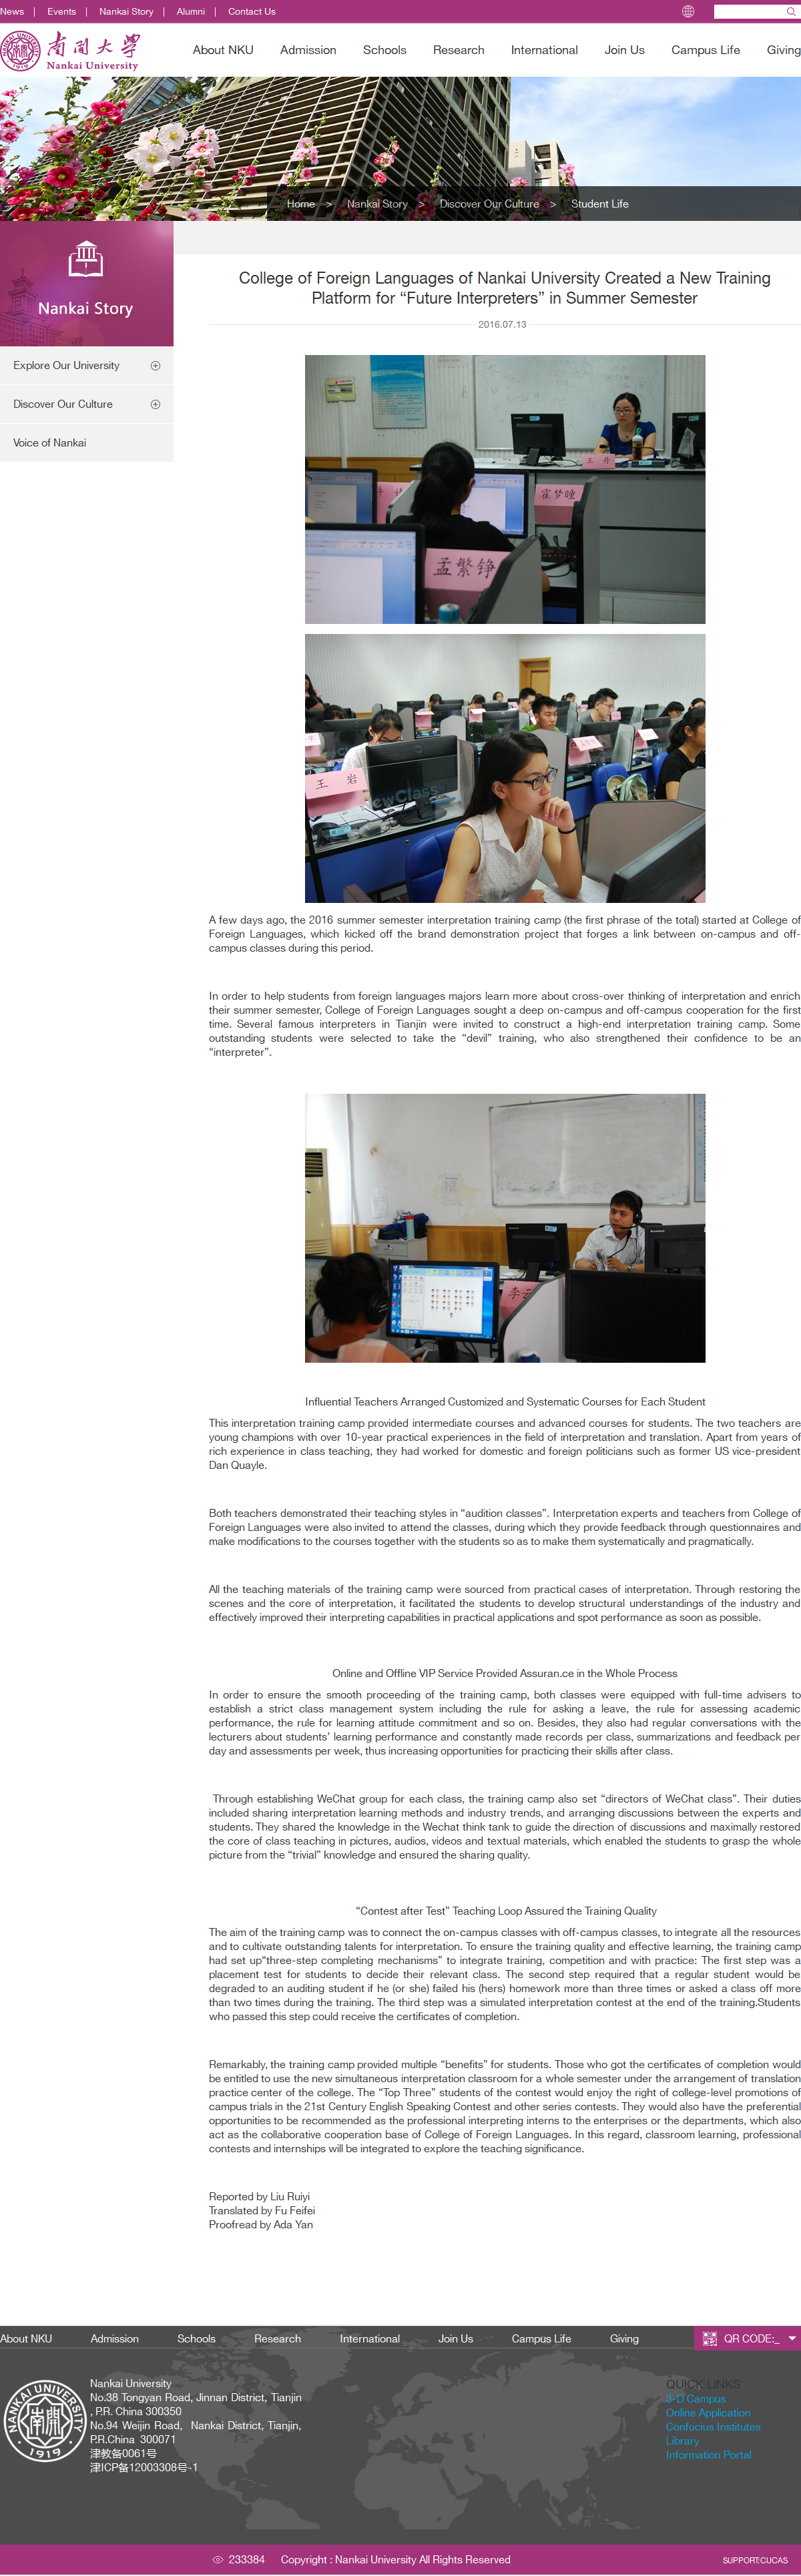 News | Events | Nankai Story | Alumni | Contact Us
南開大學
Nankai University
About NKU Admission Schools Research International Join Us Campus Life Giving
Home > Nankai Story > Discover Our Culture > Student Life
Nankai Story
Explore Our University
Discover Our Culture
Voice of Nankai
College of Foreign Languages of Nankai University Created a New Training
Platform for “Future Interpreters” in Summer Semester
2016.07.13
王 丹
霍梦瞳
孟繁铮
王 岩
NewClass
A few days ago, the 2016 summer semester interpretation training camp (the first phrase of the total) started at College of
Foreign Languages, which kicked off the brand demonstration project that forges a link between on-campus and off-
campus classes during this period.
In order to help students from foreign languages majors learn more about cross-over thinking of interpretation and enrich
their summer semester, College of Foreign Languages sought a deep on-campus and off-campus cooperation for the first
time. Several famous interpreters in Tianjin were invited to construct a high-end interpretation training camp. Some
outstanding students were selected to take the “devil” training, who also strengthened their confidence to be an
“interpreter”.
Influential Teachers Arranged Customized and Systematic Courses for Each Student
This interpretation training camp provided intermediate courses and advanced courses for students. The two teachers are
young champions with over 10-year practical experiences in the field of interpretation and translation. Apart from years of
rich experience in class teaching, they had worked for domestic and foreign politicians such as former US vice-president
Dan Quayle.
Both teachers demonstrated their teaching styles in “audition classes”. Interpretation experts and teachers from College of
Foreign Languages were also invited to attend the classes, during which they provide feedback through questionnaires and
make modifications to the courses together with the students so as to make them systematically and pragmatically.
All the teaching materials of the training camp were sourced from practical cases of interpretation. Through restoring the
scenes and the core of interpretation, it facilitated the students to develop structural understandings of the industry and
effectively improved their interpreting capabilities in practical applications and spot performance as soon as possible.
Online and Offline VIP Service Provided Assuran.ce in the Whole Process
In order to ensure the smooth proceeding of the training camp, both classes were equipped with full-time advisers to
establish a strict class management system including the rule for asking a leave, the rule for assessing academic
performance, the rule for learning attitude commitment and so on. Besides, they also had regular conversations with the
lecturers about students’ learning performance and constantly made records per class, summarizations and feedback per
day and assessments per week, thus increasing opportunities for practicing their skills after class.
Through establishing WeChat group for each class, the training camp also set “directors of WeChat class”. Their duties
included sharing interpretation learning methods and industry trends, and arranging discussions between the experts and
students. They shared the knowledge in the Wechat think tank to guide the direction of discussions and maximally restored
the core of class teaching in pictures, audios, videos and textual materials, which enabled the students to grasp the whole
picture from the “trivial” knowledge and ensured the sharing quality.
“Contest after Test” Teaching Loop Assured the Training Quality
The aim of the training camp was to connect the on-campus classes with off-campus classes, to integrate all the resources
and to cultivate outstanding talents for interpretation. To ensure the training quality and effective learning, the training camp
had set up“three-step completing mechanisms” to integrate training, competition and with practice: The first step was a
placement test for students to decide their relevant class. The second step required that a regular student would be
degraded to an auditing student if he (or she) failed his (hers) homework more than three times or asked a class off more
than two times during the training. The third step was a simulated interpretation contest at the end of the training.Students
who passed this step could receive the certificates of completion.
Remarkably, the training camp provided multiple “benefits” for students. Those who got the certificates of completion would
be entitled to use the new simultaneous interpretation classroom for a whole semester under the arrangement of translation
practice center of the college. The “Top Three” students of the contest would enjoy the right of college-level promotions of
campus trials in the 21st Century English Speaking Contest and other series contests. They would also have the preferential
opportunities to be recommended as the professional interpreting interns to the enterprises or the departments, which also
act as the collaborative cooperation base of College of Foreign Languages. In this regard, classroom learning, professional
contests and internships will be integrated to explore the teaching significance.
Reported by Liu Ruiyi
Translated by Fu Feifei
Proofread by Ada Yan
About NKU Admission Schools Research International Join Us Campus Life Giving QR CODE:_
NANKAI UNIVERSITY
1919
Nankai University
No.38 Tongyan Road, Jinnan District, Tianjin
, P.R. China 300350
No.94 Weijin Road, Nankai District, Tianjin,
P.R.China 300071
津教备0061号
津ICP备12003308号-1
QUICK LINKS
3-D Campus
Online Application
Confucius Institutes
Library
Information Portal
233384 Copyright : Nankai University All Rights Reserved
SUPPORT:CUCAS